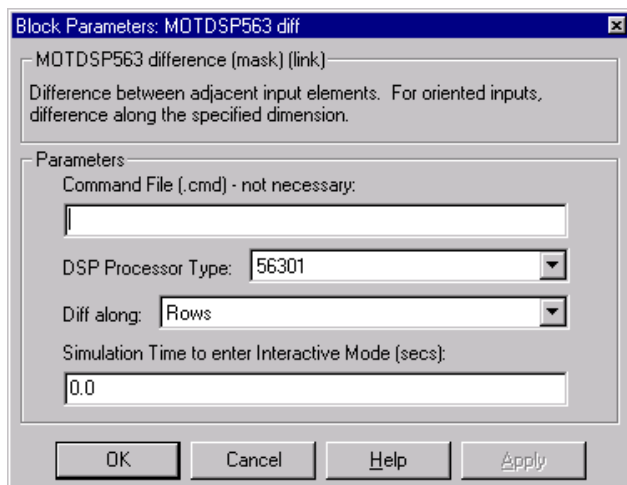 Block Parameters: MOTDSP563 diff
MOTDSP563 difference (mask) (link)
Difference between adjacent input elements. For oriented inputs,
difference along the specified dimension.
Parameters
Command File (.cmd) - not necessary:
DSP Processor Type: 56301
Diff along: Rows
Simulation Time to enter Interactive Mode (secs):
0.0
OK Cancel Help Apply